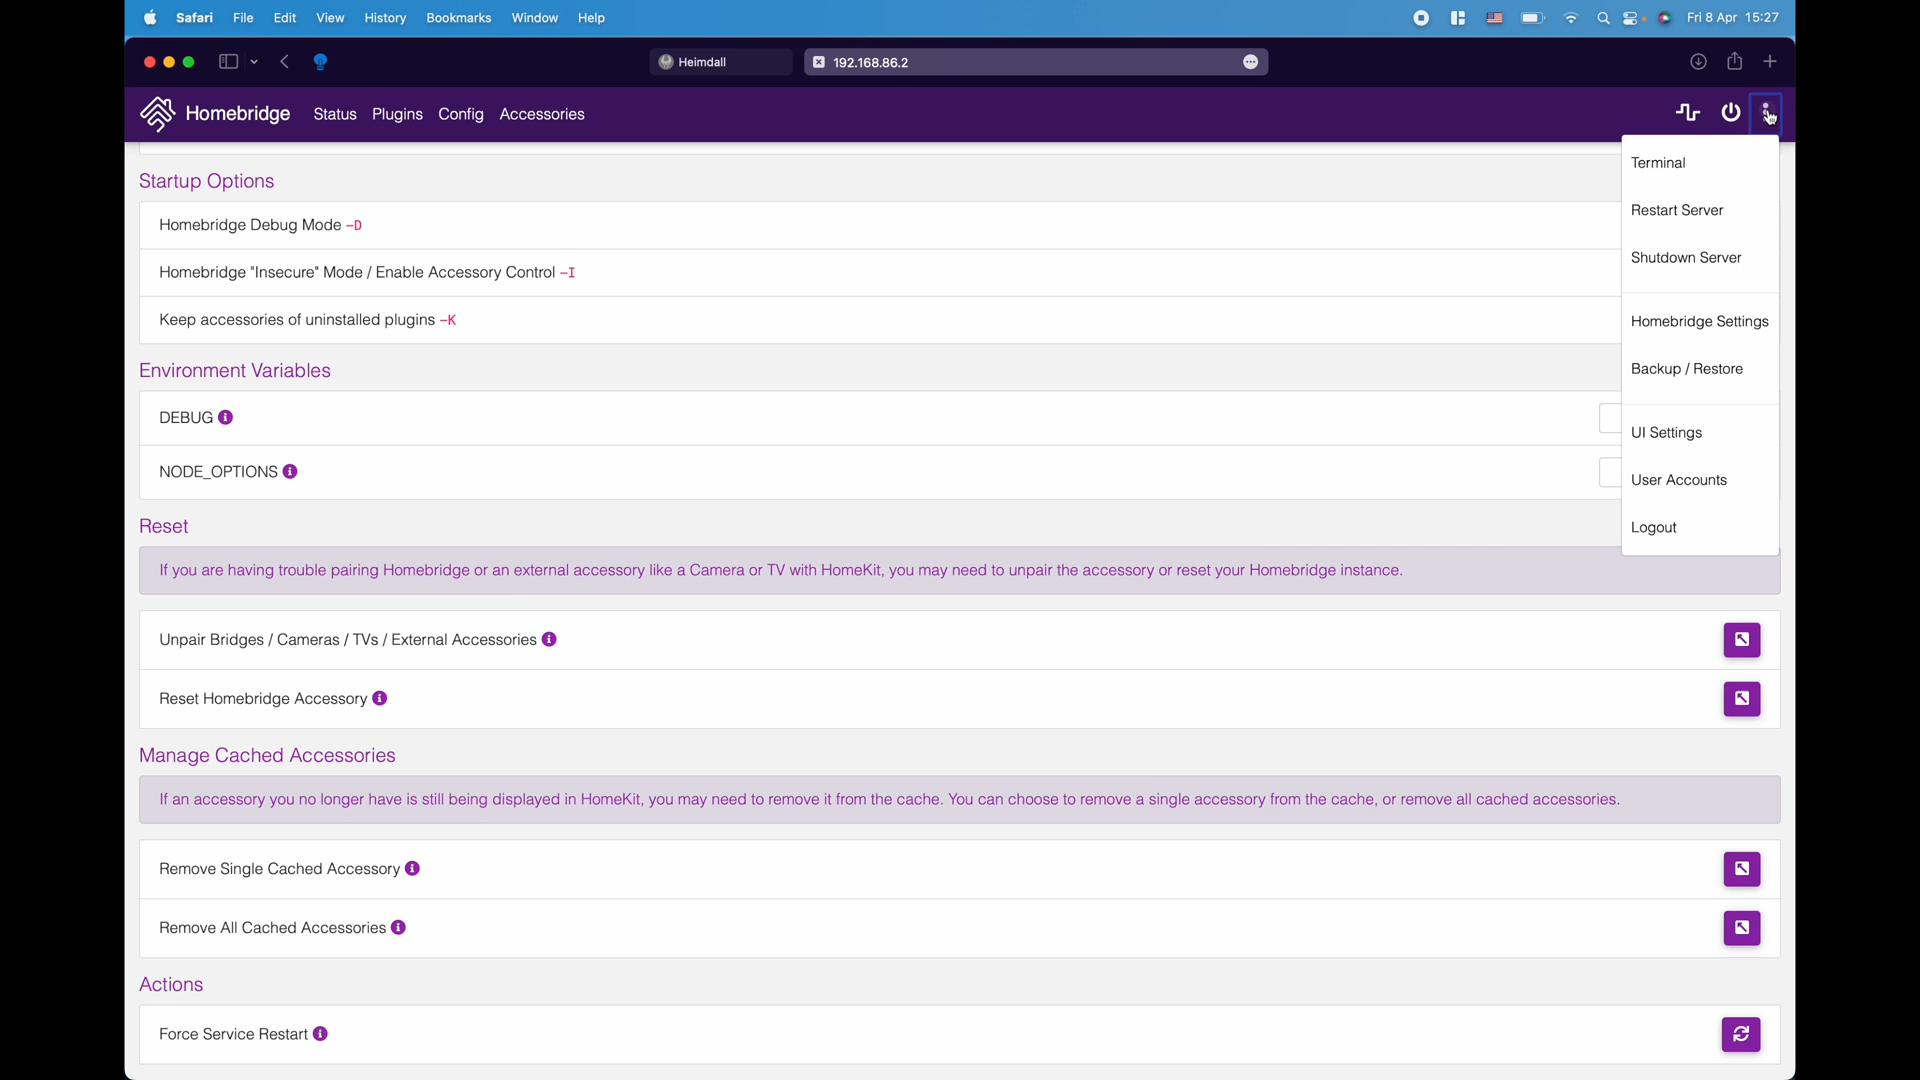 Safari File Edit View History Bookmarks Window Help Fri 8 Apr 15:27
Heimdall 192.168.86.2
Homebridge Status Plugins Config Accessories
Terminal
Restart Server
Shutdown Server
Homebridge Settings
Backup / Restore
UI Settings
User Accounts
Logout
Startup Options
Homebridge Debug Mode -D
Homebridge "Insecure" Mode / Enable Accessory Control -I
Keep accessories of uninstalled plugins -K
Environment Variables
DEBUG
NODE_OPTIONS
Reset
If you are having trouble pairing Homebridge or an external accessory like a Camera or TV with HomeKit, you may need to unpair the accessory or reset your Homebridge instance.
Unpair Bridges / Cameras / TVs / External Accessories
Reset Homebridge Accessory
Manage Cached Accessories
If an accessory you no longer have is still being displayed in HomeKit, you may need to remove it from the cache. You can choose to remove a single accessory from the cache, or remove all cached accessories.
Remove Single Cached Accessory
Remove All Cached Accessories
Actions
Force Service Restart